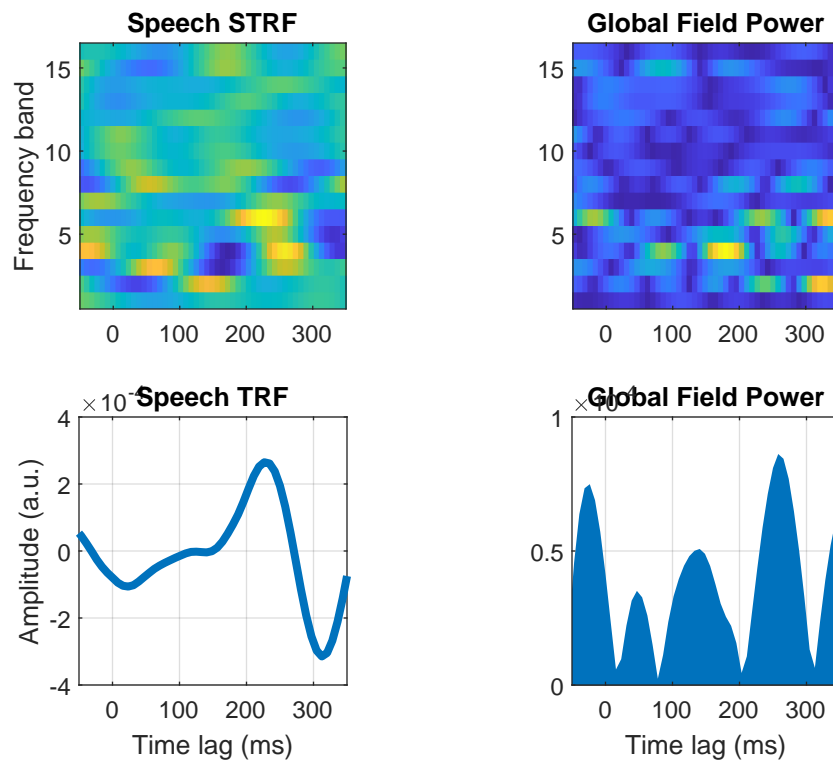 Speech STRF
Frequency band
15
10
5
0 100 200 300
Global Field Power
15
10
5
0 100 200 300
Speech TRF
× 10-4
Amplitude (a.u.)
4
2
0
-2
-4
0 100 200 300
Time lag (ms)
Global Field Power
1
0.5
0
0 100 200 300
Time lag (ms)